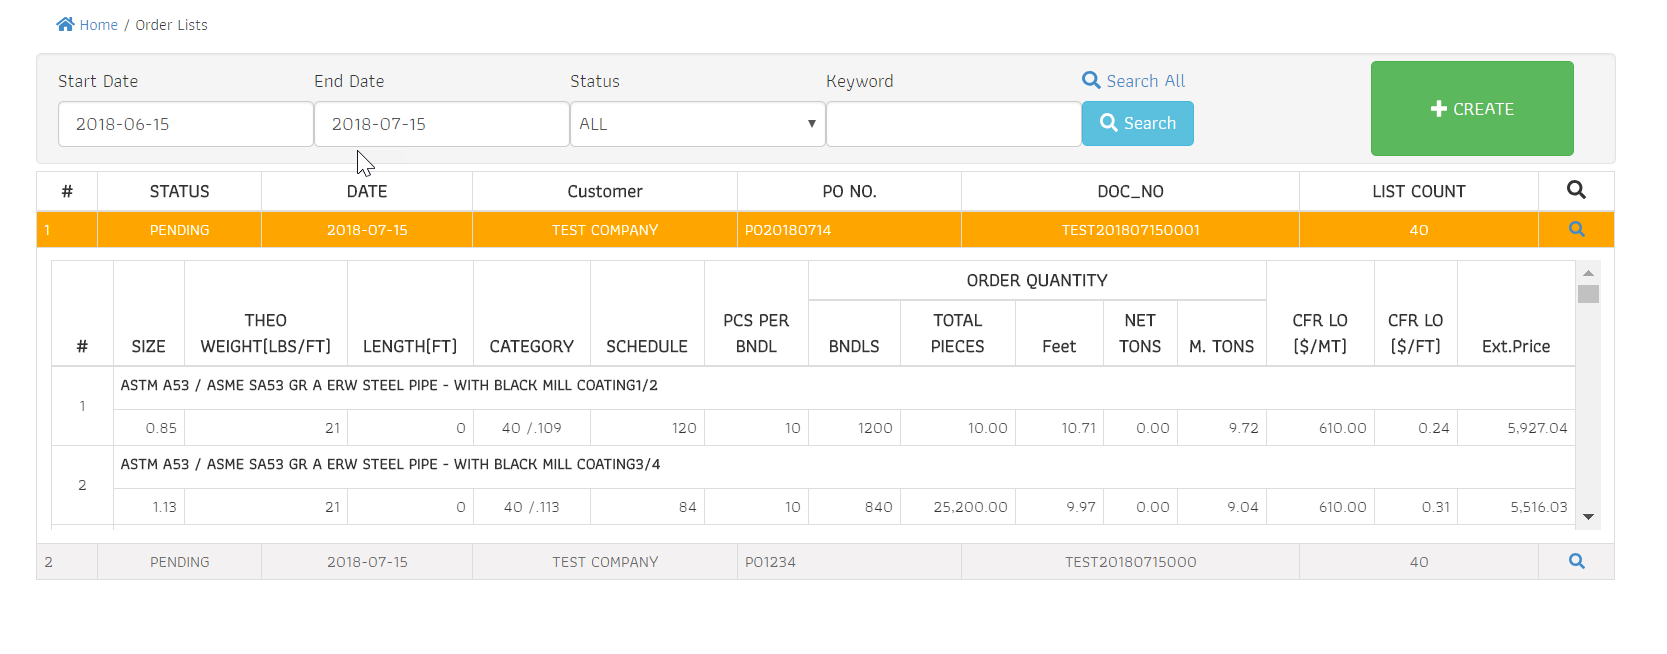 Home / Order Lists
Start Date End Date Status Keyword Search All
2018-06-15 2018-07-15 ALL Search
CREATE
# STATUS DATE Customer PO NO. DOC_NO LIST COUNT
1 PENDING 2018-07-15 TEST COMPANY PO20180714 TEST201807150001 40
ORDER QUANTITY
THEO PCS PER TOTAL NET CFR LO CFR LO
# SIZE WEIGHT(LBS/FT) LENGTH(FT) CATEGORY SCHEDULE BNDL BNDLS PIECES Feet TONS M. TONS ($/MT) ($/FT) Ext.Price
ASTM A53 / ASME SA53 GR A ERW STEEL PIPE - WITH BLACK MILL COATING1/2
1
0.85 21 0 40 /.109 120 10 1200 10.00 10.71 0.00 9.72 610.00 0.24 5,927.04
ASTM A53 / ASME SA53 GR A ERW STEEL PIPE - WITH BLACK MILL COATING3/4
2
1.13 21 0 40 /.113 84 10 840 25,200.00 9.97 0.00 9.04 610.00 0.31 5,516.03
2 PENDING 2018-07-15 TEST COMPANY PO1234 TEST20180715000 40